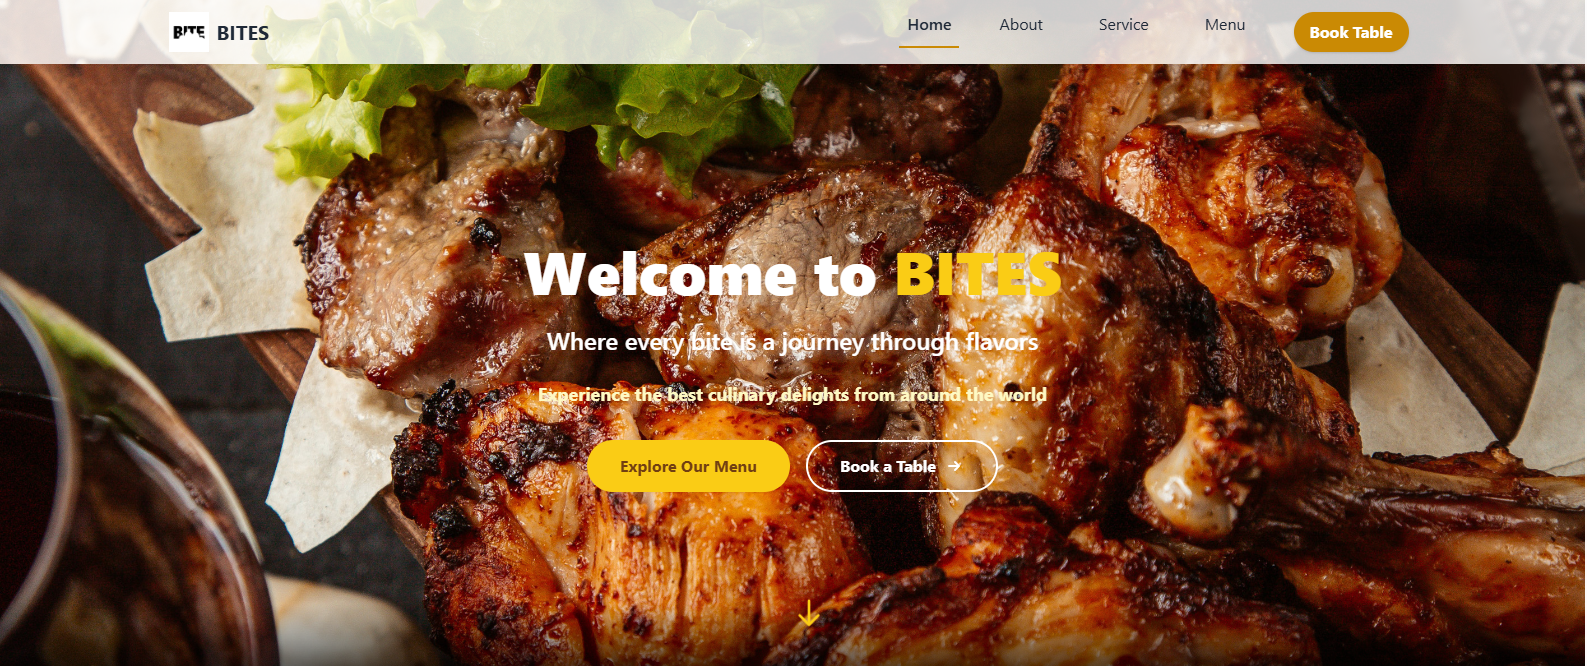 BITE
BITES
Home
About
Service
Menu
Book Table
Welcome to BITES
Where every bite is a journey through flavors
Experience the best culinary delights from around the world
Explore Our Menu
Book a Table →